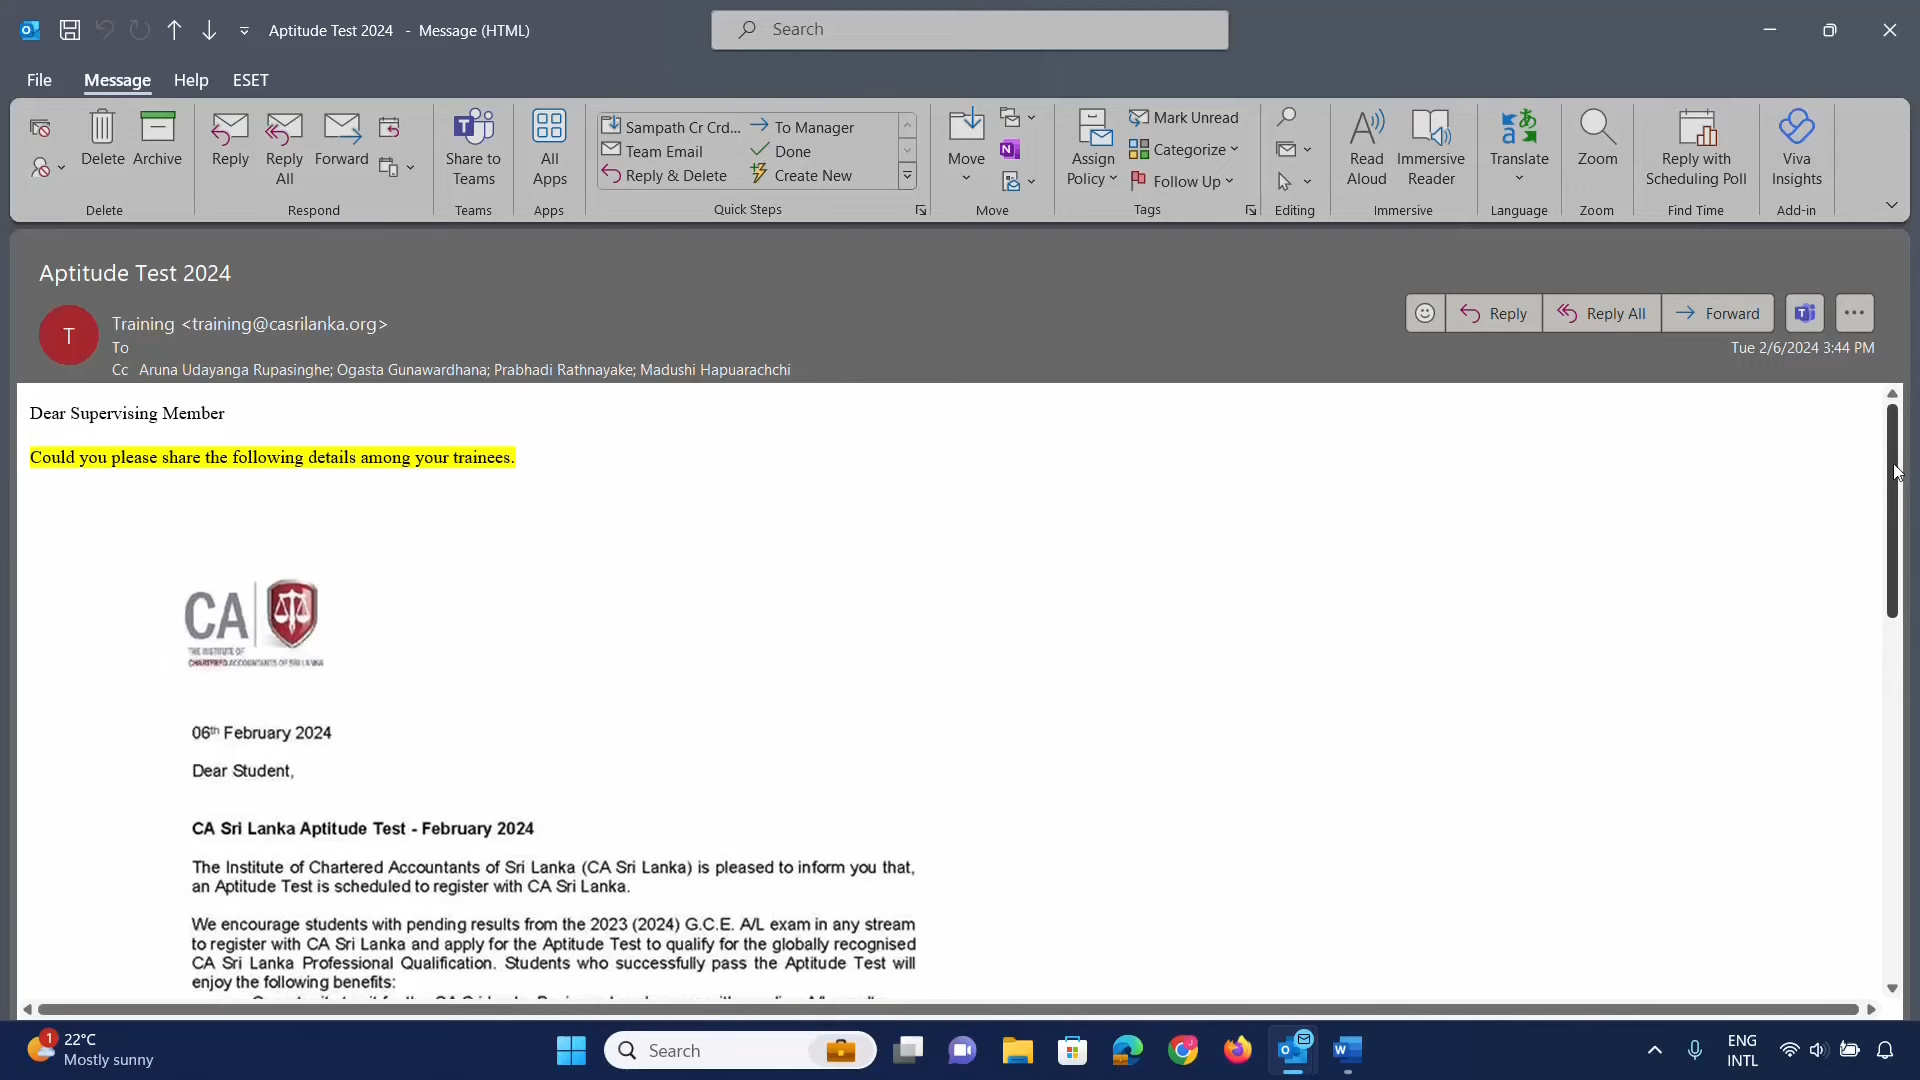 Aptitude Test 2024 - Message (HTML)
Search
File Message Help ESET
Delete Archive
Delete
Reply Reply All Forward
Respond
Share to Teams
Teams
All Apps
Apps
Sampath Cr Crd... To Manager
Team Email Done
Reply & Delete Create New
Quick Steps
Move
Move
Assign Policy
Mark Unread
Categorize
Follow Up
Tags
Editing
Read Aloud
Immersive Reader
Immersive
Translate
Language
Zoom
Zoom
Reply with Scheduling Poll
Find Time
Viva Insights
Add-in
Aptitude Test 2024
T
Training <training@casrilanka.org>
To
Cc Aruna Udayanga Rupasinghe; Ogasta Gunawardhana; Prabhadi Rathnayake; Madushi Hapuarachchi
Reply Reply All Forward
Tue 2/6/2024 3:44 PM
Dear Supervising Member
Could you please share the following details among your trainees.
CA
THE INSTITUTE OF
CHARTERED ACCOUNTANTS OF SRI LANKA
06th February 2024
Dear Student,
CA Sri Lanka Aptitude Test - February 2024
The Institute of Chartered Accountants of Sri Lanka (CA Sri Lanka) is pleased to inform you that,
an Aptitude Test is scheduled to register with CA Sri Lanka.
We encourage students with pending results from the 2023 (2024) G.C.E. A/L exam in any stream
to register with CA Sri Lanka and apply for the Aptitude Test to qualify for the globally recognised
CA Sri Lanka Professional Qualification. Students who successfully pass the Aptitude Test will
enjoy the following benefits:
1
22°C
Mostly sunny
Search
ENG
INTL